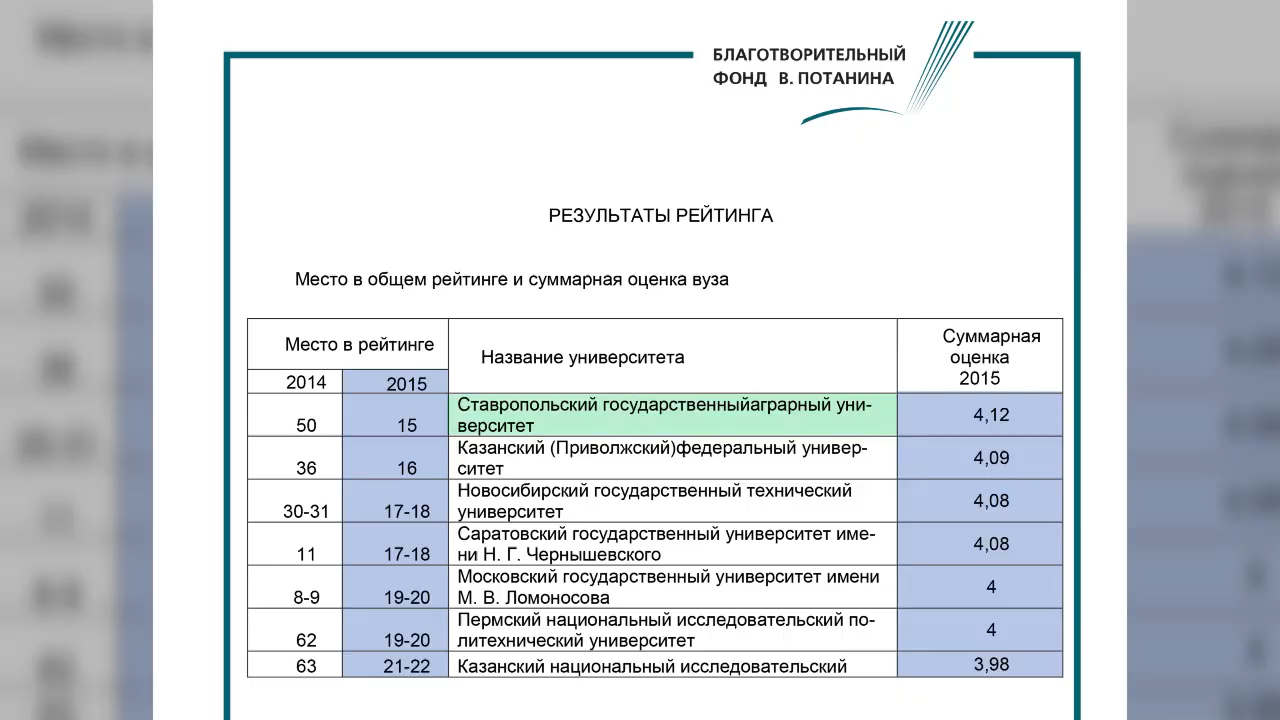 БЛАГОТВОРИТЕЛЬНЫЙ
ФОНД В. ПОТАНИНА
РЕЗУЛЬТАТЫ РЕЙТИНГА
Место в общем рейтинге и суммарная оценка вуза
Место в рейтинге
Название университета
Суммарная
оценка
2015
2014 2015
50 15 Ставропольский государственныйаграрный уни-
верситет 4,12
36 16 Казанский (Приволжский)федеральный универ-
ситет 4,09
30-31 17-18 Новосибирский государственный технический
университет 4,08
11 17-18 Саратовский государственный университет име-
ни Н. Г. Чернышевского 4,08
8-9 19-20 Московский государственный университет имени
М. В. Ломоносова 4
62 19-20 Пермский национальный исследовательский по-
литехнический университет 4
63 21-22 Казанский национальный исследовательский 3,98